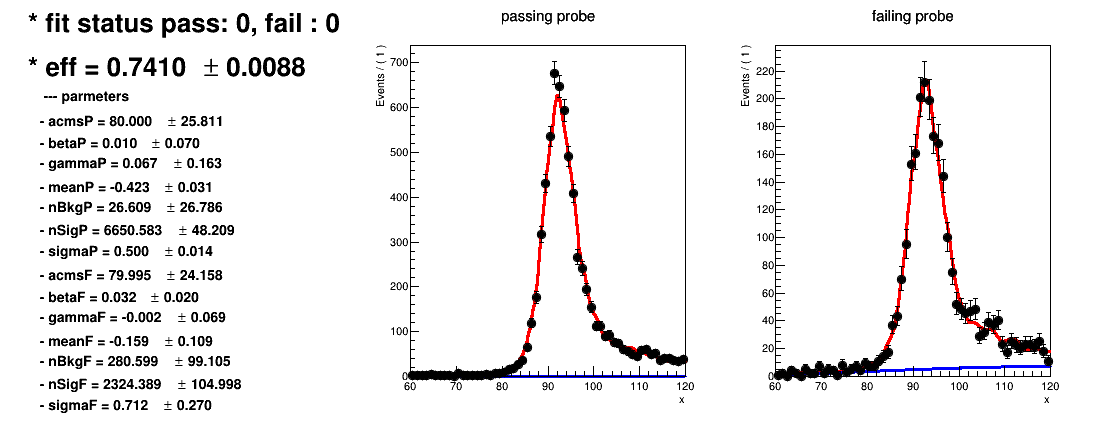 * fit status pass: 0, fail : 0
* eff = 0.7410 ± 0.0088
--- parmeters
- acmsP = 80.000 ± 25.811
- betaP = 0.010 ± 0.070
- gammaP = 0.067 ± 0.163
- meanP = -0.423 ± 0.031
- nBkgP = 26.609 ± 26.786
- nSigP = 6650.583 ± 48.209
- sigmaP = 0.500 ± 0.014
- acmsF = 79.995 ± 24.158
- betaF = 0.032 ± 0.020
- gammaF = -0.002 ± 0.069
- meanF = -0.159 ± 0.109
- nBkgF = 280.599 ± 99.105
- nSigF = 2324.389 ± 104.998
- sigmaF = 0.712 ± 0.270
passing probe
Events / ( 1 )
700
600
500
400
300
200
100
0
60 70 80 90 100 110 120
x
failing probe
Events / ( 1 )
220
200
180
160
140
120
100
80
60
40
20
0
60 70 80 90 100 110 120
x